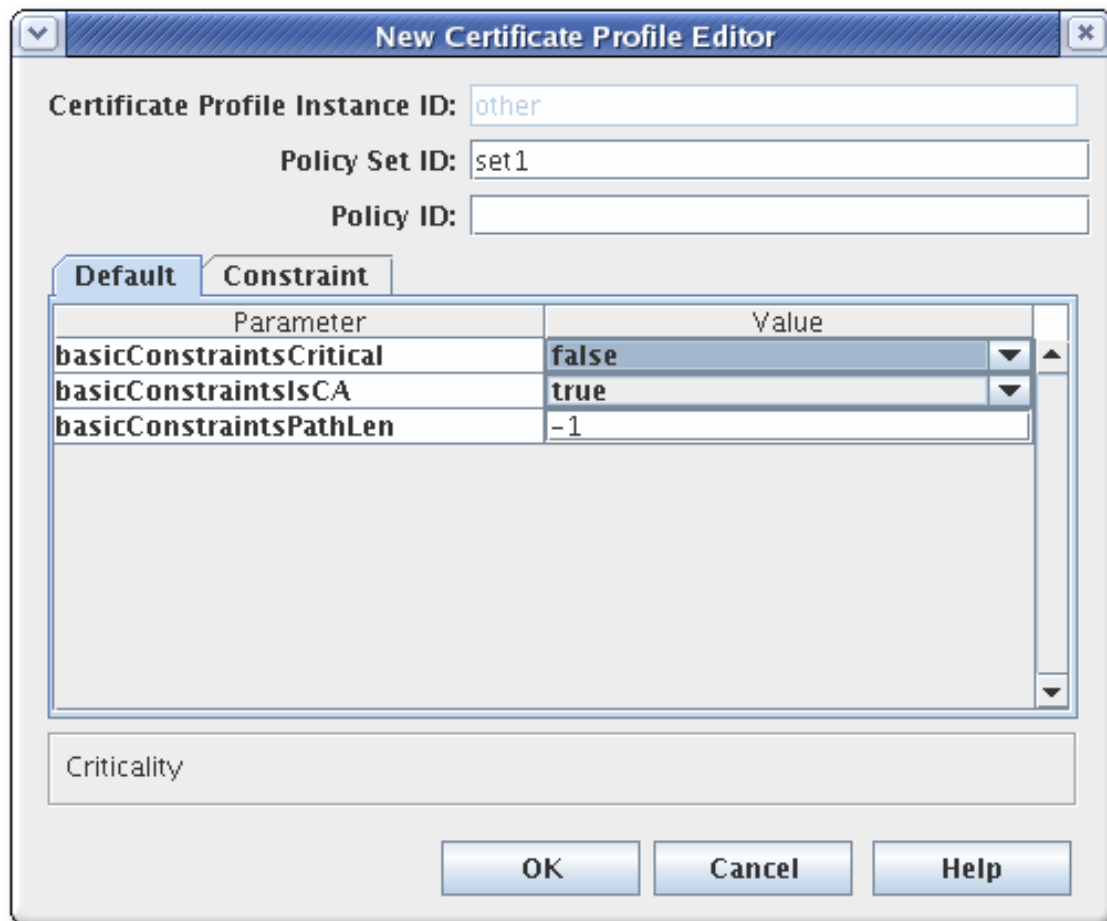 New Certificate Profile Editor
Certificate Profile Instance ID: other
Policy Set ID: set1
Policy ID:
Default Constraint
Parameter Value
basicConstraintsCritical false
basicConstraintsIsCA true
basicConstraintsPathLen -1
Criticality
OK Cancel Help